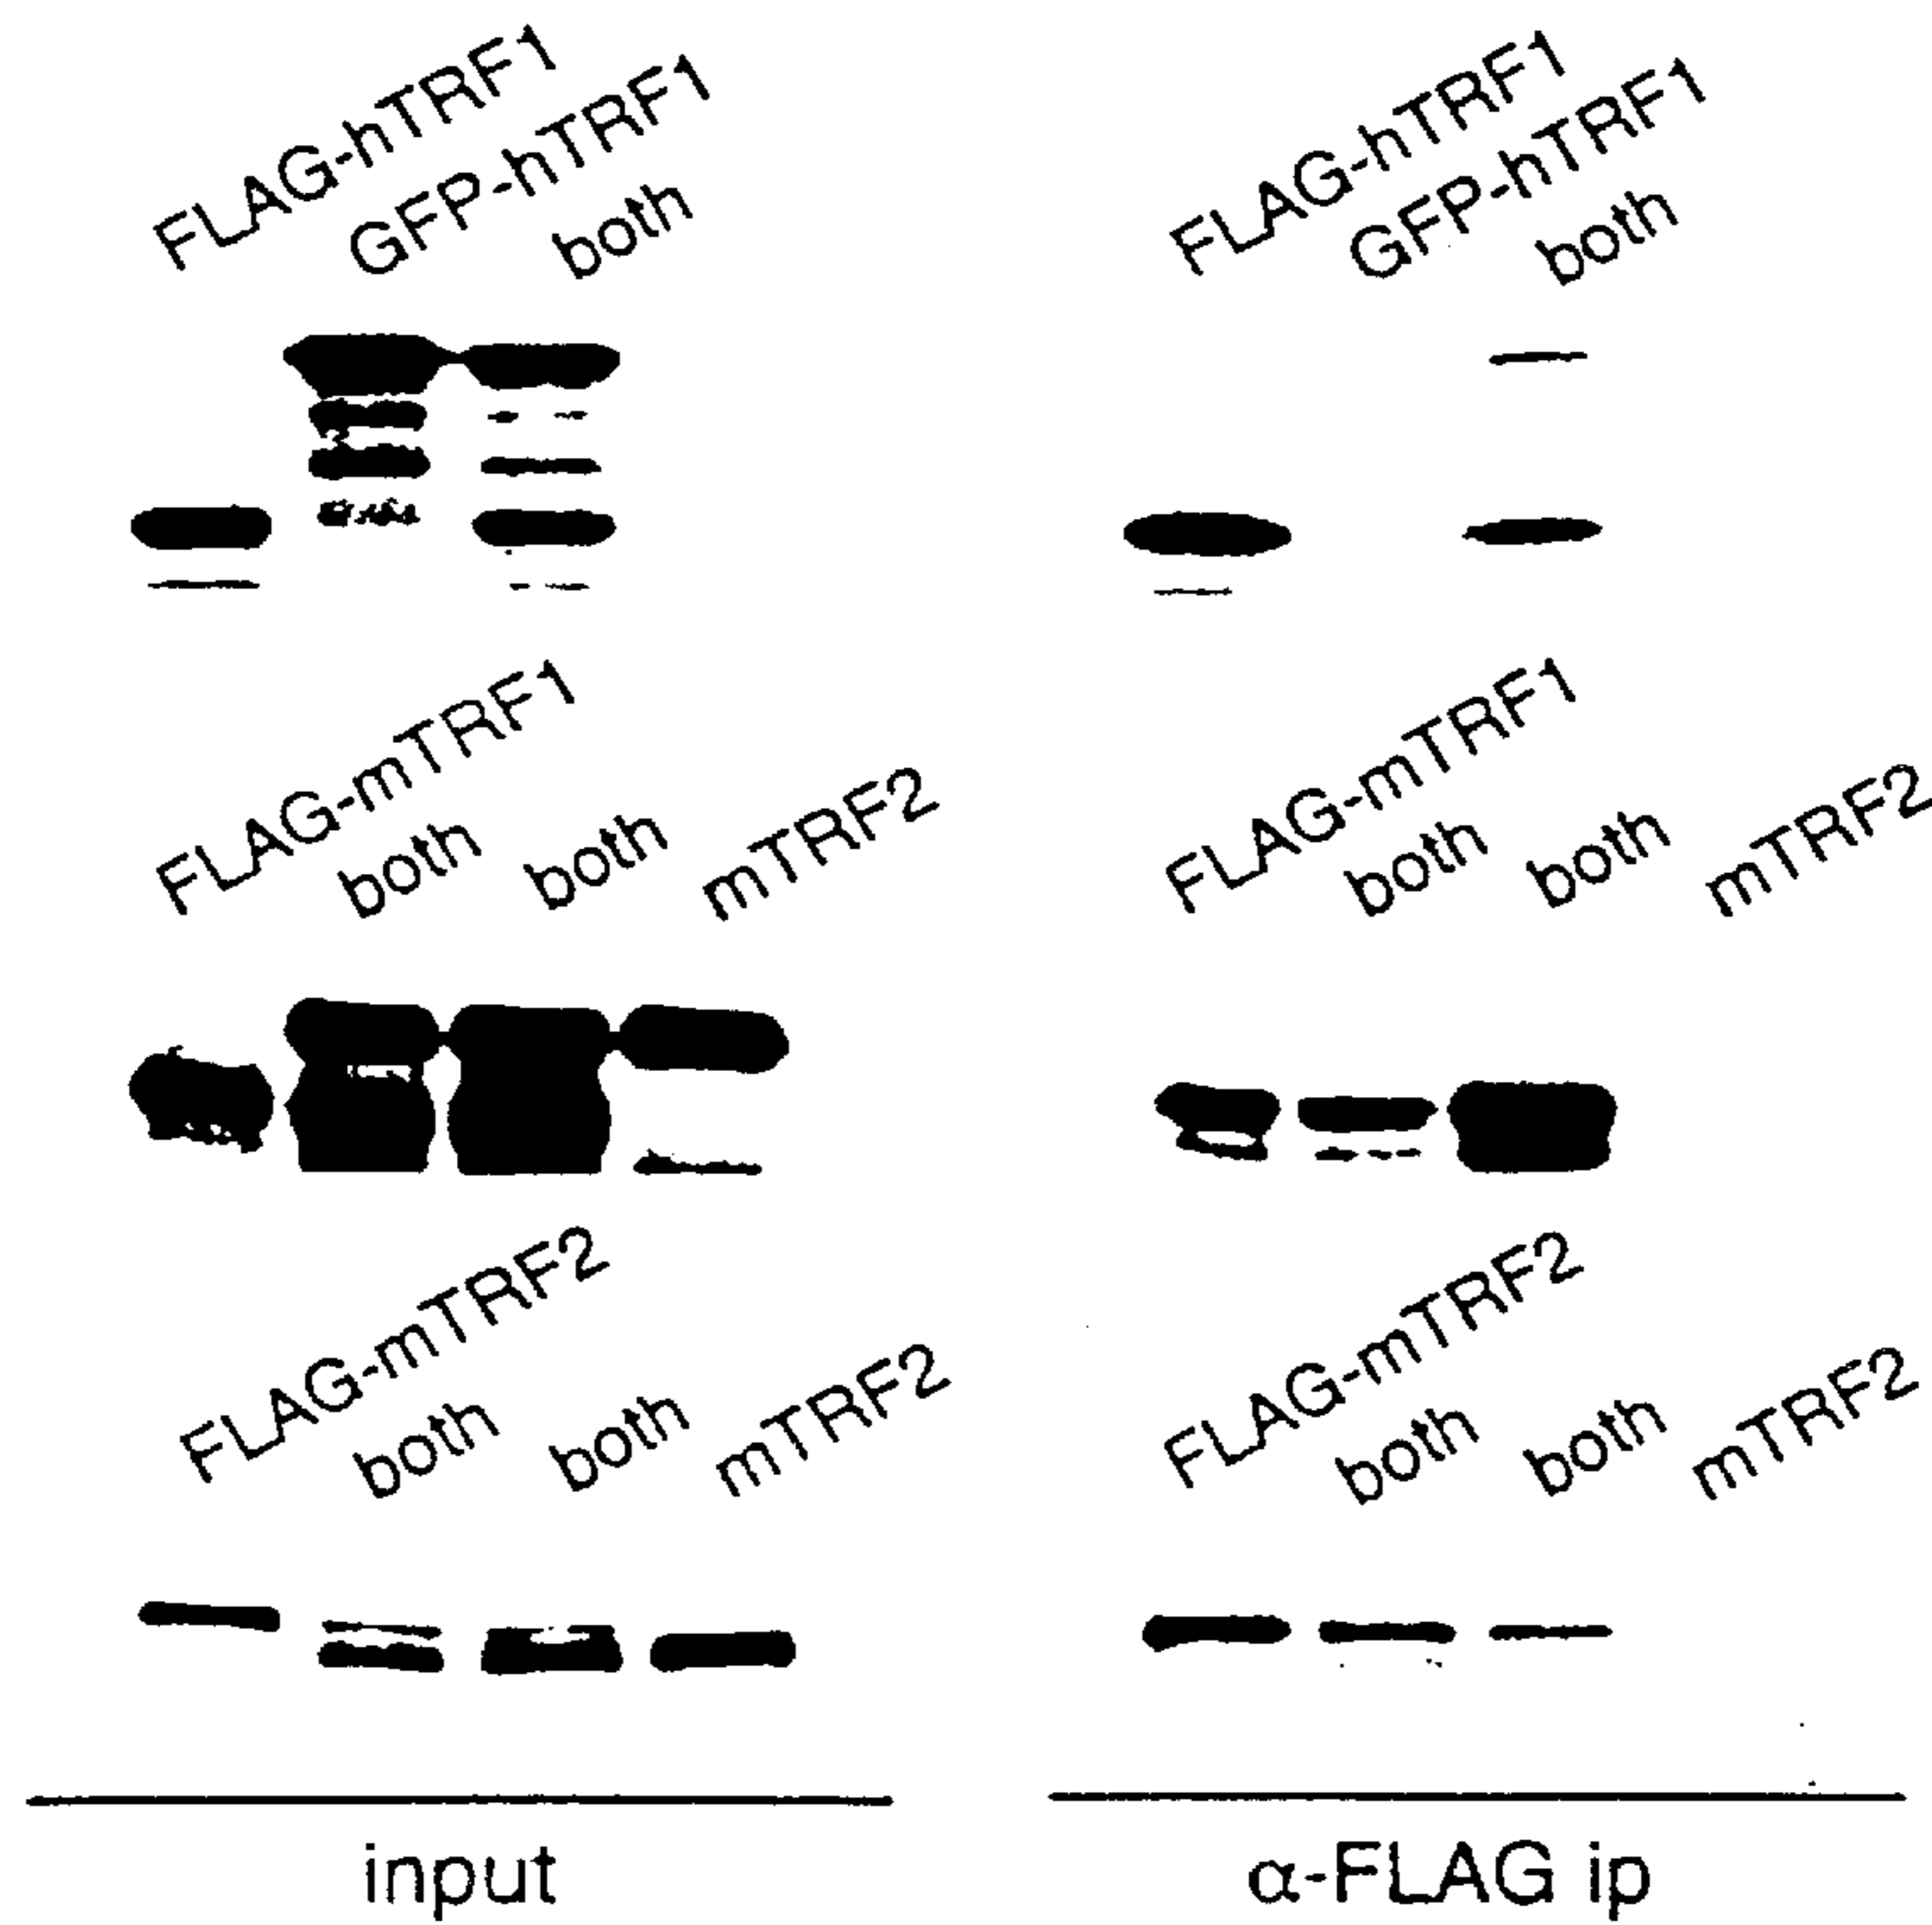 FLAG-hTRF1 GFP-hTRF1 both FLAG-hTRF1 GFP-hTRF1 both
FLAG-mTRF1 both both mTRF2 FLAG-mTRF1 both both mTRF2
FLAG-mTRF2 both both mTRF2 FLAG-mTRF2 both both mTRF2
input α-FLAG ip